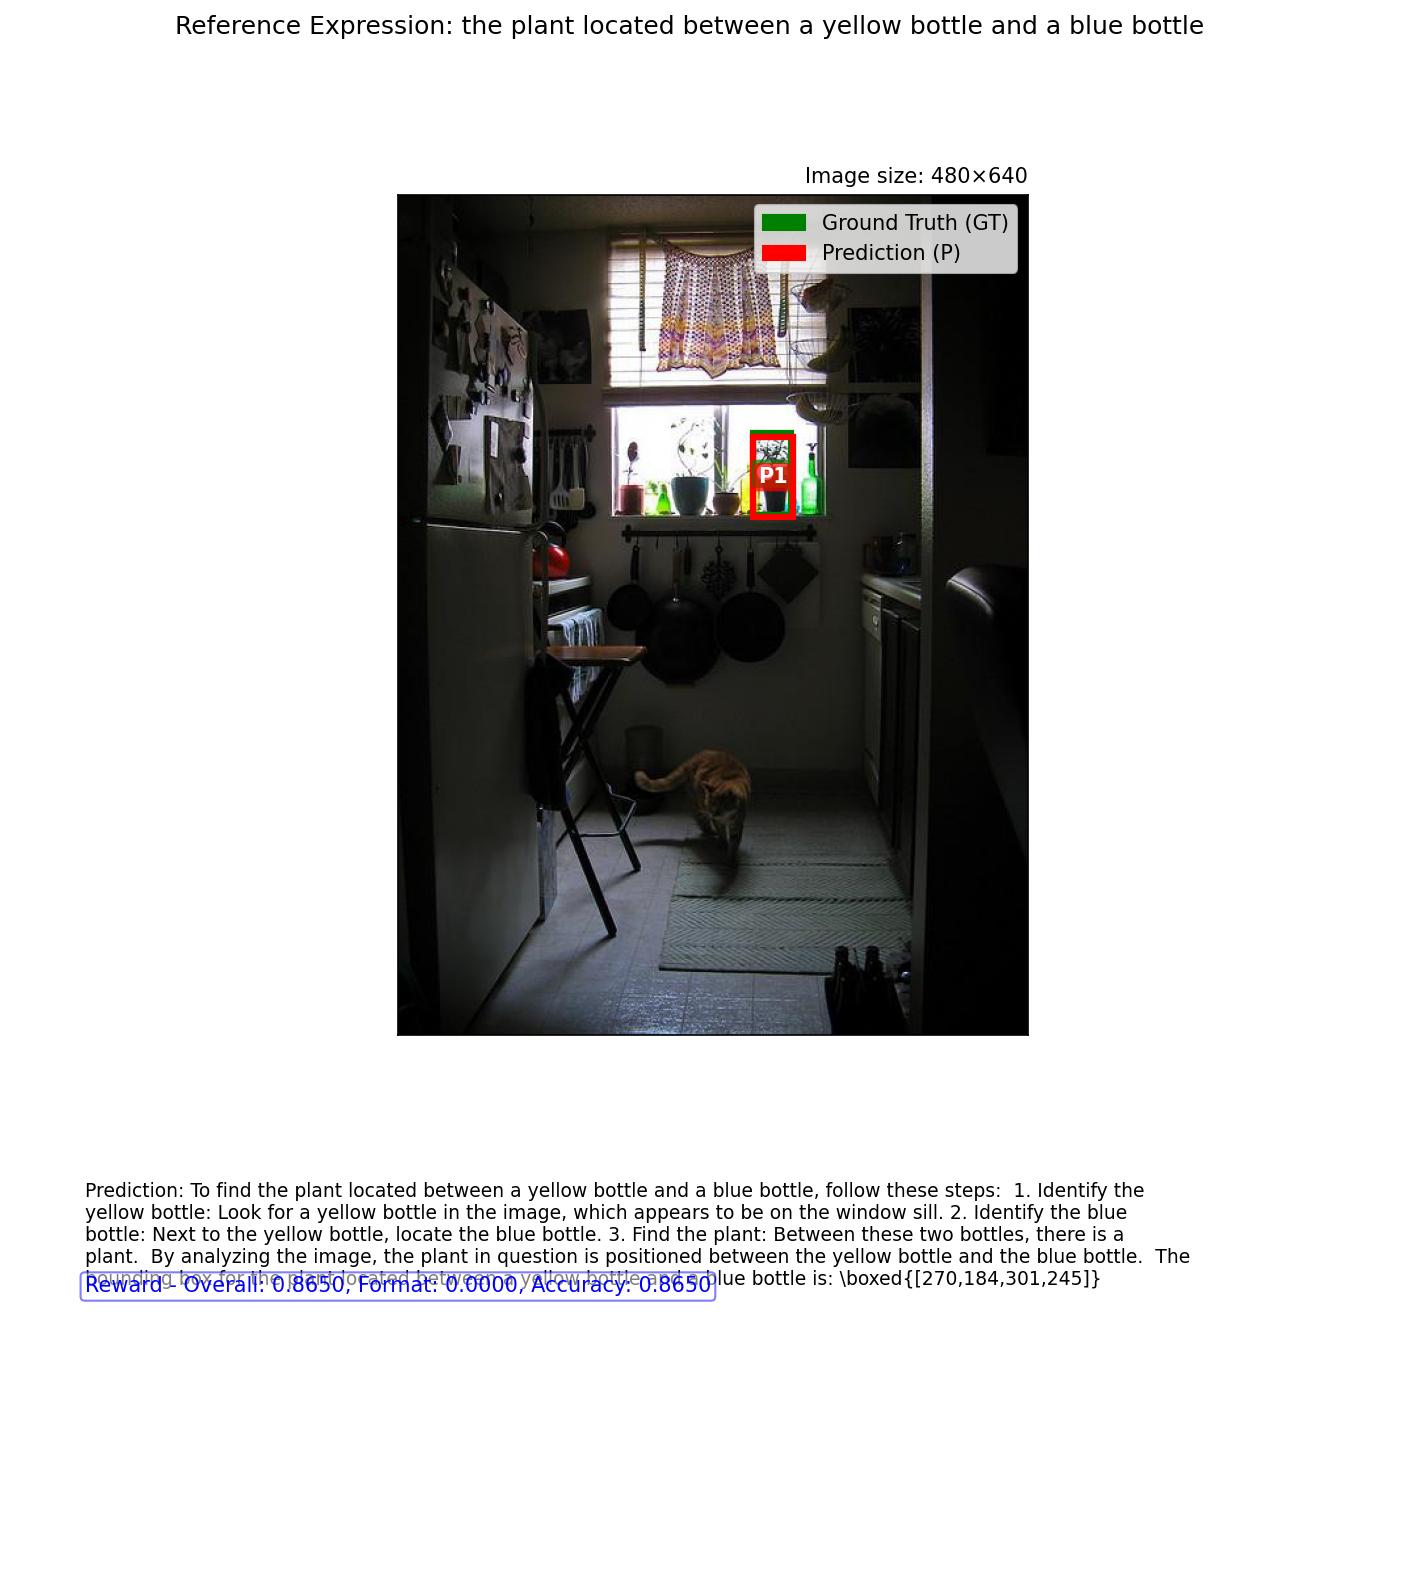 Reference Expression: the plant located between a yellow bottle and a blue bottle
Image size: 480×640
Ground Truth (GT)
Prediction (P)
P1
Prediction: To find the plant located between a yellow bottle and a blue bottle, follow these steps:  1. Identify the
yellow bottle: Look for a yellow bottle in the image, which appears to be on the window sill. 2. Identify the blue
bottle: Next to the yellow bottle, locate the blue bottle. 3. Find the plant: Between these two bottles, there is a
plant.  By analyzing the image, the plant in question is positioned between the yellow bottle and the blue bottle.  The
bounding box for the plant located between a yellow bottle and a blue bottle is: \boxed{[270,184,301,245]}
Reward - Overall: 0.8650, Format: 0.0000, Accuracy: 0.8650